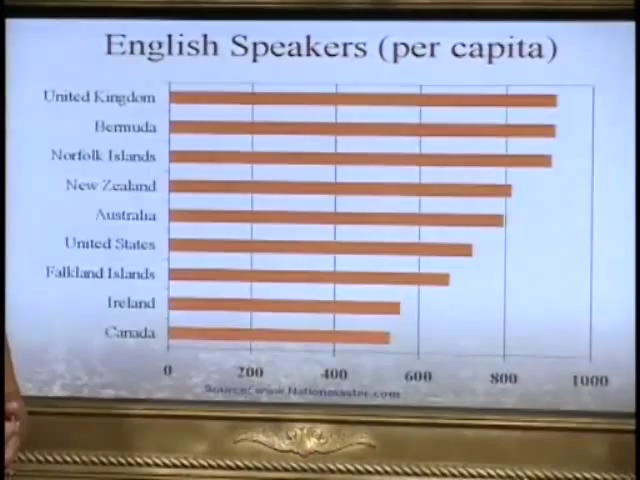 English Speakers (per capita)
United Kingdom
Bermuda
Norfolk Islands
New Zealand
Australia
United States
Falkland Islands
Ireland
Canada
0 200 400 600 800 1000
Source: www.Nationmaster.com